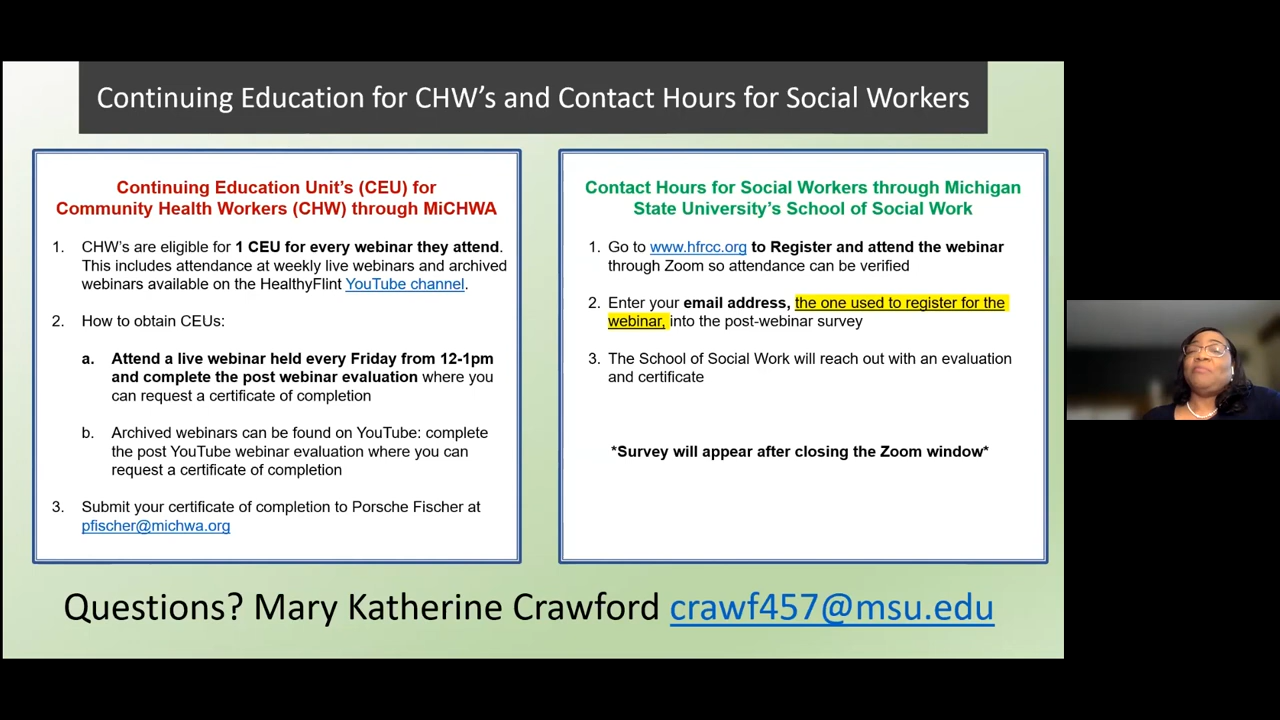 Continuing Education for CHW's and Contact Hours for Social Workers
Continuing Education Unit's (CEU) for
Community Health Workers (CHW) through MiCHWA
1. CHW's are eligible for 1 CEU for every webinar they attend.
This includes attendance at weekly live webinars and archived
webinars available on the HealthyFlint YouTube channel.
2. How to obtain CEUs:
a. Attend a live webinar held every Friday from 12-1pm
and complete the post webinar evaluation where you
can request a certificate of completion
b. Archived webinars can be found on YouTube: complete
the post YouTube webinar evaluation where you can
request a certificate of completion
3. Submit your certificate of completion to Porsche Fischer at
pfischer@michwa.org
Contact Hours for Social Workers through Michigan
State University's School of Social Work
1. Go to www.hfrcc.org to Register and attend the webinar
through Zoom so attendance can be verified
2. Enter your email address, the one used to register for the
webinar, into the post-webinar survey
3. The School of Social Work will reach out with an evaluation
and certificate
*Survey will appear after closing the Zoom window*
Questions? Mary Katherine Crawford crawf457@msu.edu